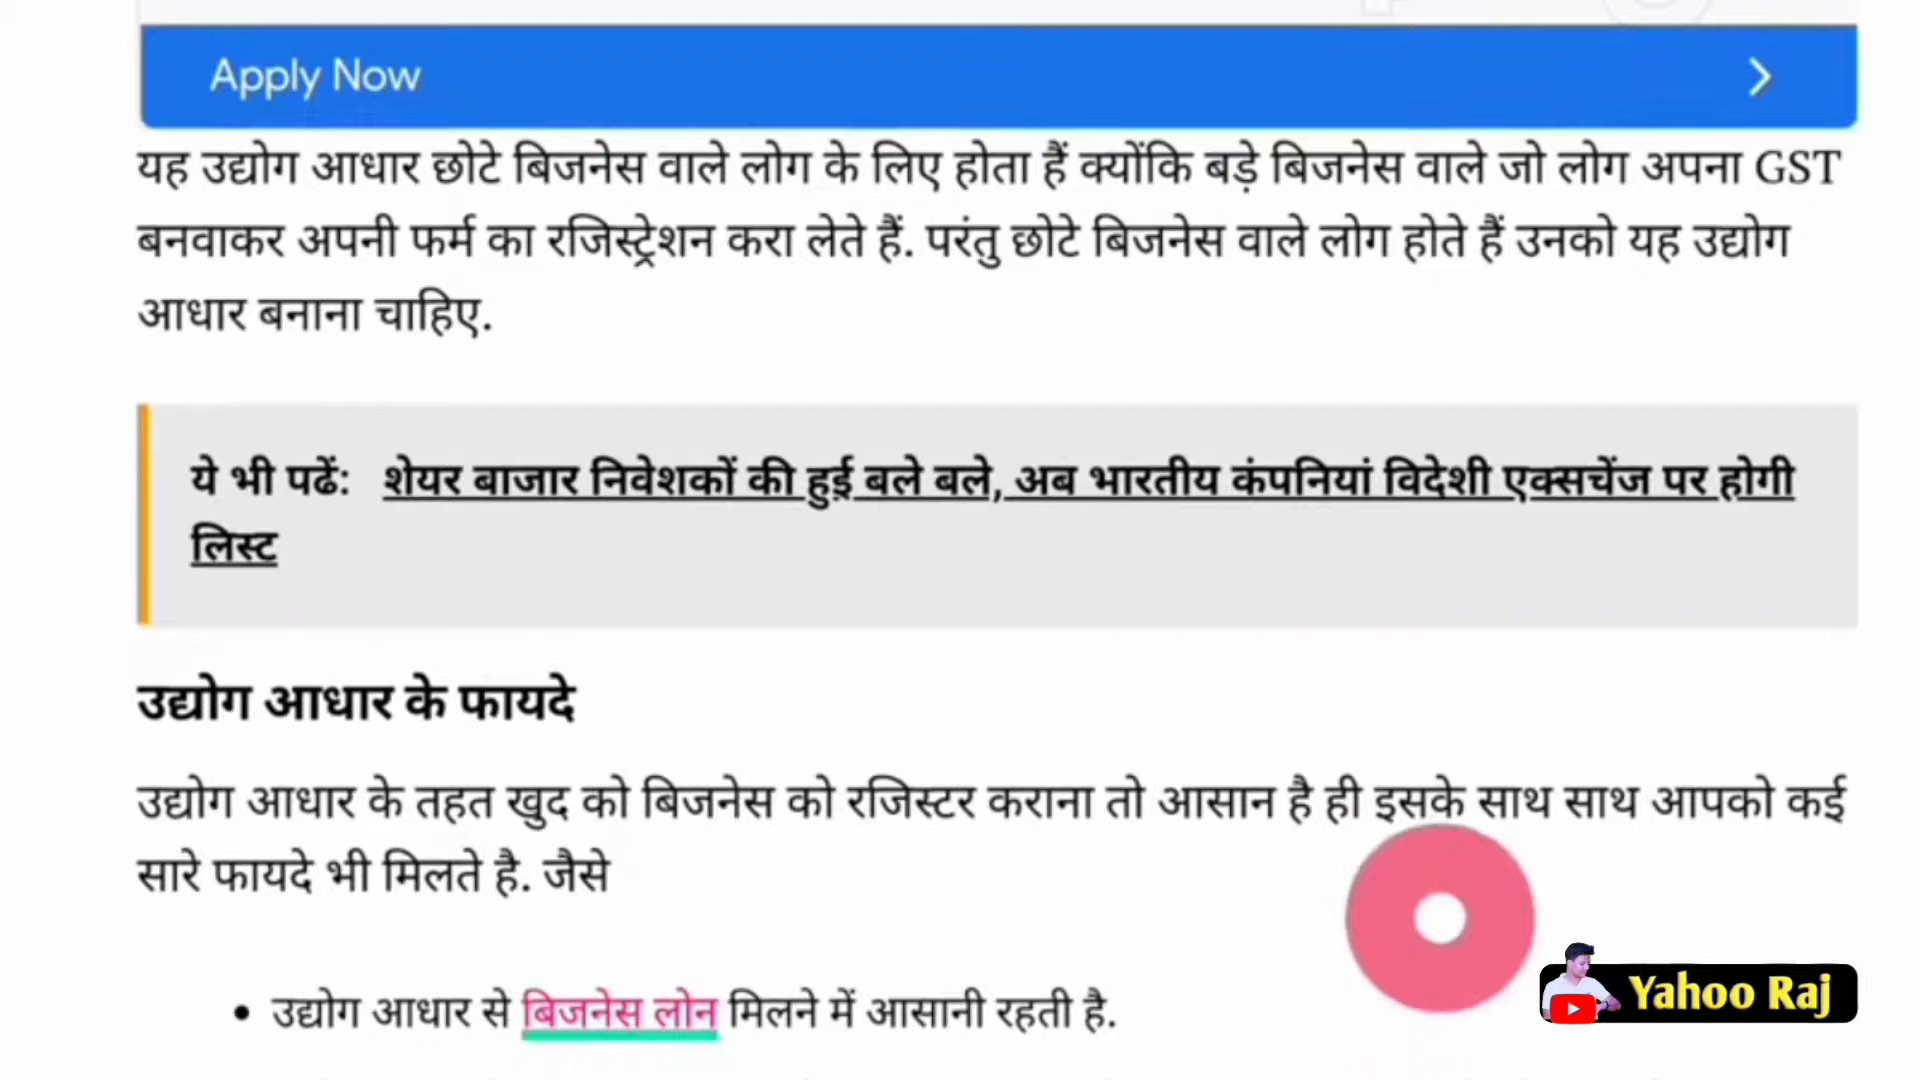 Apply Now
यह उद्योग आधार छोटे बिजनेस वाले लोग के लिए होता हैं क्योंकि बड़े बिजनेस वाले जो लोग अपना GST
बनवाकर अपनी फर्म का रजिस्ट्रेशन करा लेते हैं. परंतु छोटे बिजनेस वाले लोग होते हैं उनको यह उद्योग
आधार बनाना चाहिए.
ये भी पढें: शेयर बाजार निवेशकों की हुई बले बले, अब भारतीय कंपनियां विदेशी एक्सचेंज पर होगी
लिस्ट
उद्योग आधार के फायदे
उद्योग आधार के तहत खुद को बिजनेस को रजिस्टर कराना तो आसान है ही इसके साथ साथ आपको कई
सारे फायदे भी मिलते है. जैसे
• उद्योग आधार से बिजनेस लोन मिलने में आसानी रहती है.
Yahoo Raj